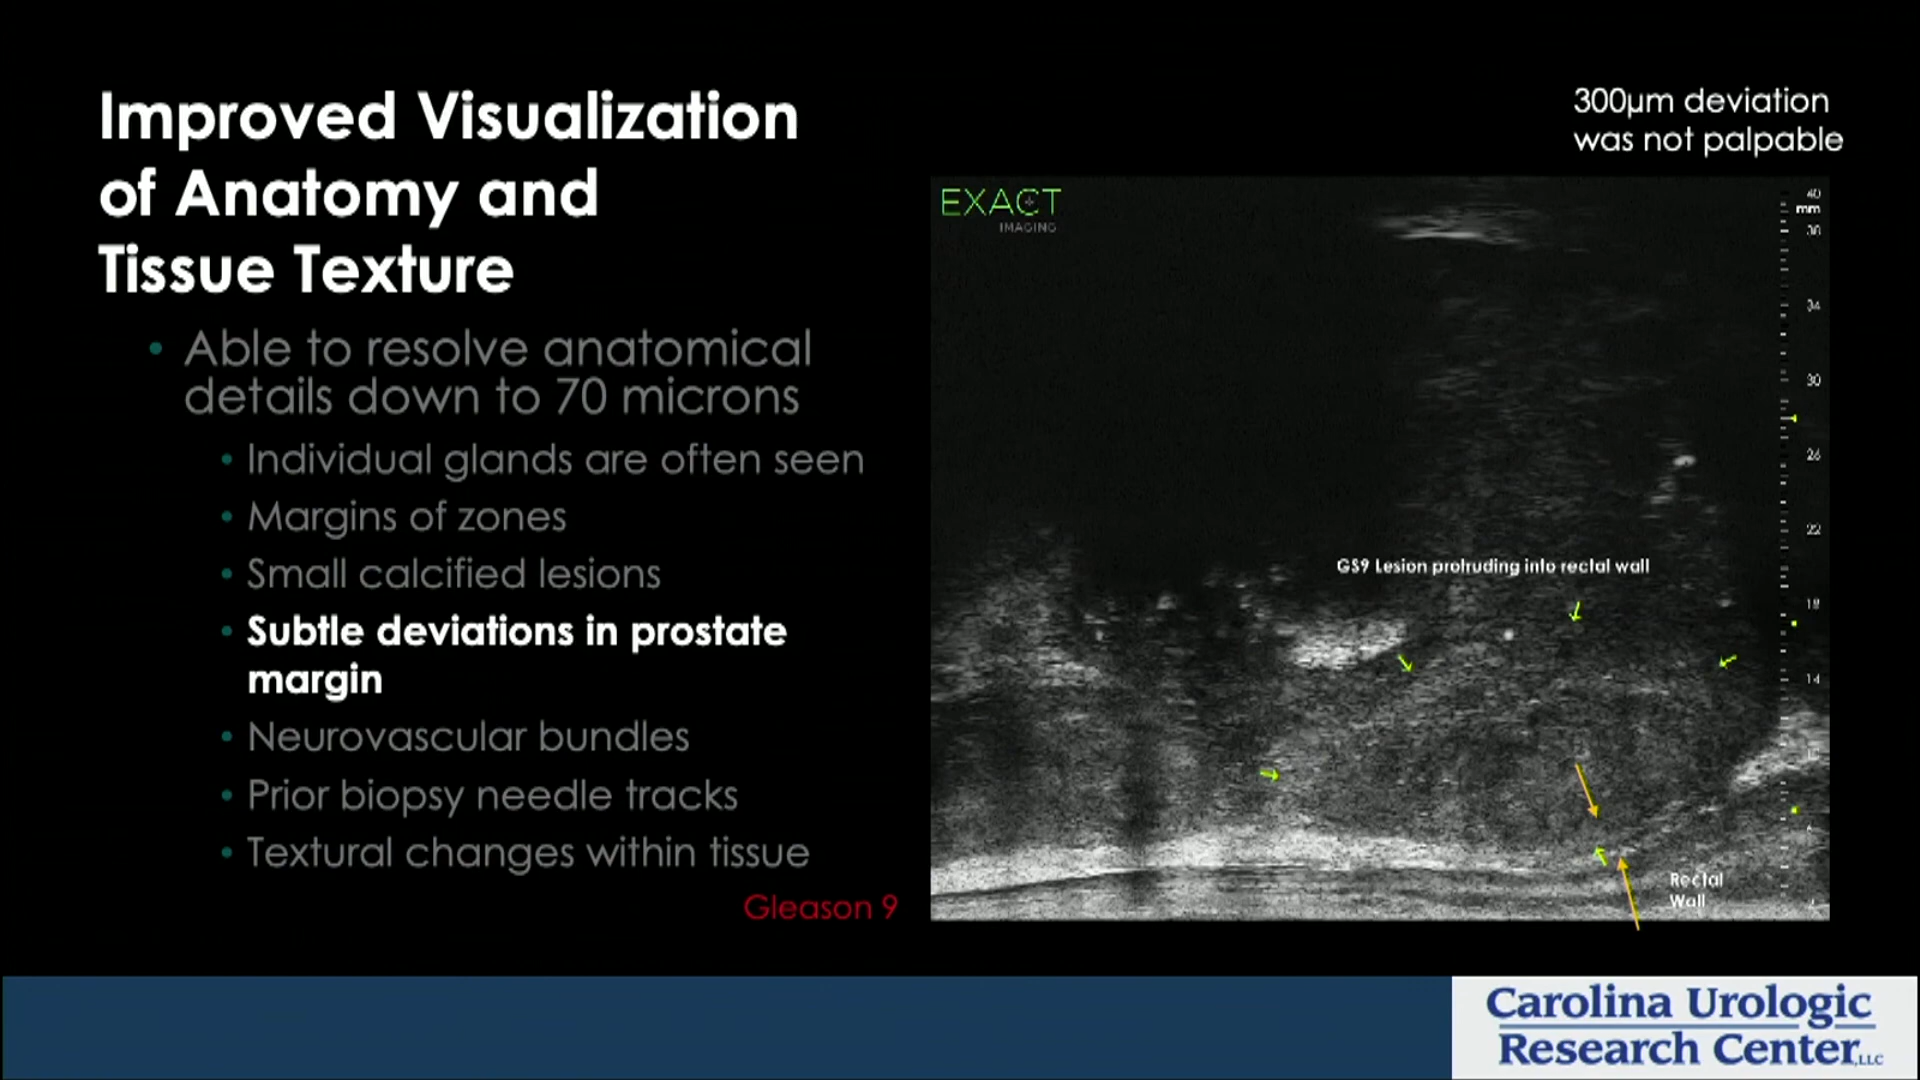 Improved Visualization
of Anatomy and
Tissue Texture
• Able to resolve anatomical
details down to 70 microns
• Individual glands are often seen
• Margins of zones
• Small calcified lesions
• Subtle deviations in prostate
margin
• Neurovascular bundles
• Prior biopsy needle tracks
• Textural changes within tissue
Gleason 9
300µm deviation
was not palpable
EXACT
IMAGING
40
mm
38
34
30
26
22
GS9 Lesion protruding into rectal wall
18
14
Rectal
Wall
Carolina Urologic
Research Center,LLC